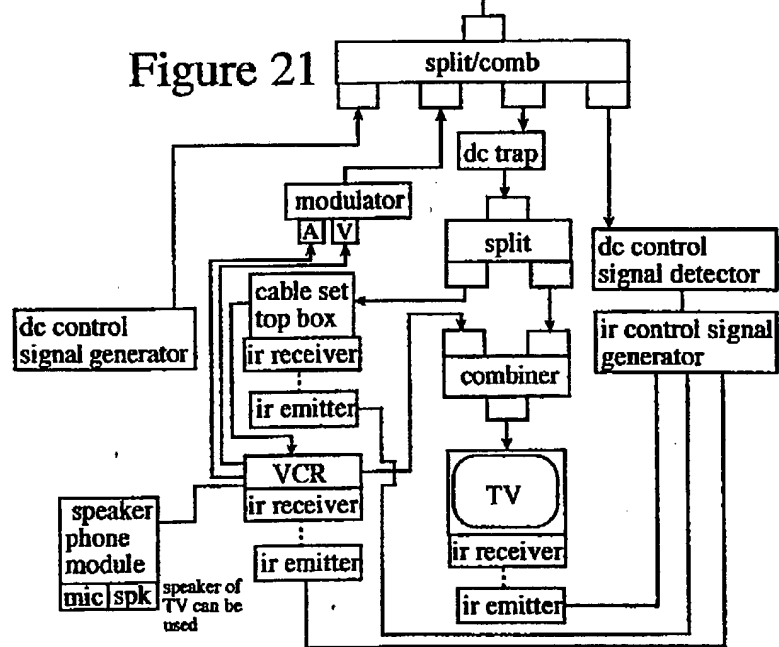 Figure 21
split/comb
dc trap
modulator
A V
split
dc control
signal detector
cable set
top box
ir receiver
dc control
signal generator
ir control signal
generator
combiner
ir emitter
VCR
ir receiver
TV
speaker
phone
module
mic spk
speaker of
TV can be
used
ir emitter
ir receiver
ir emitter